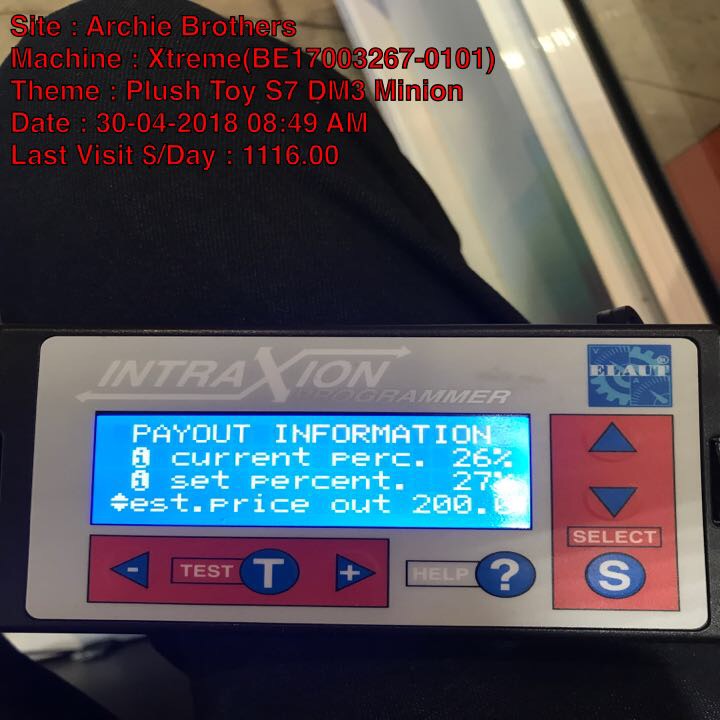 Site : Archie Brothers
Machine : Xtreme(BE17003267-0101)
Theme : Plush Toy S7 DM3 Minion
Date : 30-04-2018 08:49 AM
Last Visit $/Day : 1116.00
INTRAXION
PROGRAMMER
ELAUT®
PAYOUT INFORMATION
i current perc. 26%
i set percent. 27%
est.price out 200.0
SELECT
- TEST T +
HELP ?
S